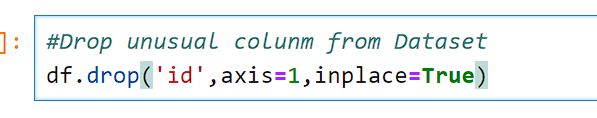 ]:
#Drop unusual colunm from Dataset
df.drop('id',axis=1,inplace=True)